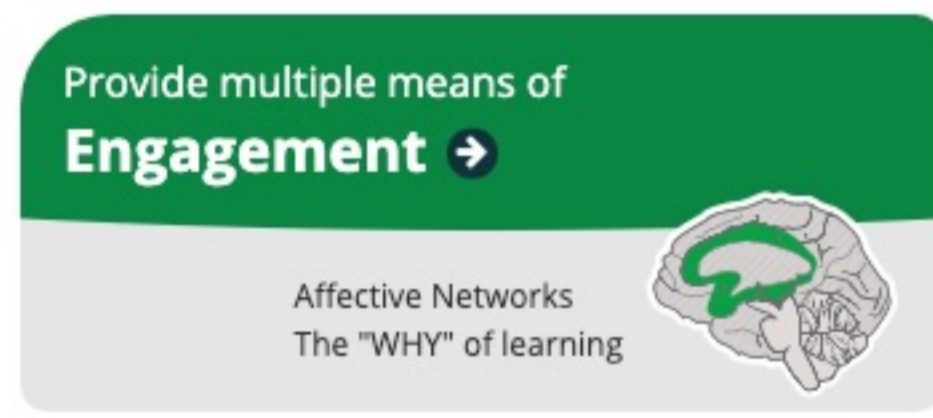 Provide multiple means of
Engagement
Affective Networks
The "WHY" of learning